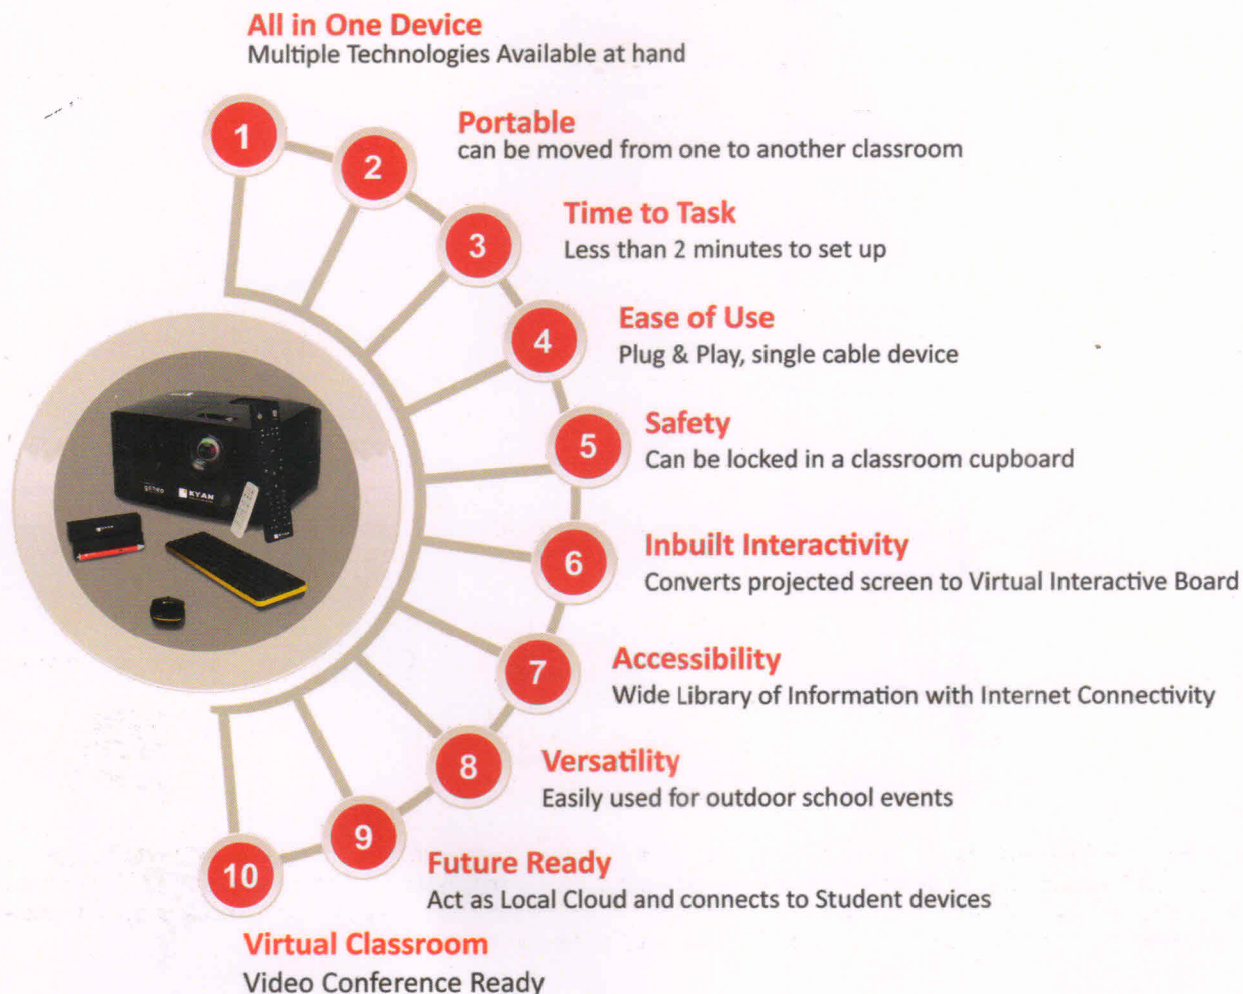 All in One Device
Multiple Technologies Available at hand
1
Portable
can be moved from one to another classroom
2
Time to Task
Less than 2 minutes to set up
3
Ease of Use
Plug & Play, single cable device
4
Safety
Can be locked in a classroom cupboard
5
Inbuilt Interactivity
Converts projected screen to Virtual Interactive Board
6
Accessibility
Wide Library of Information with Internet Connectivity
7
Versatility
Easily used for outdoor school events
8
Future Ready
Act as Local Cloud and connects to Student devices
9
10
Virtual Classroom
Video Conference Ready
KYAN